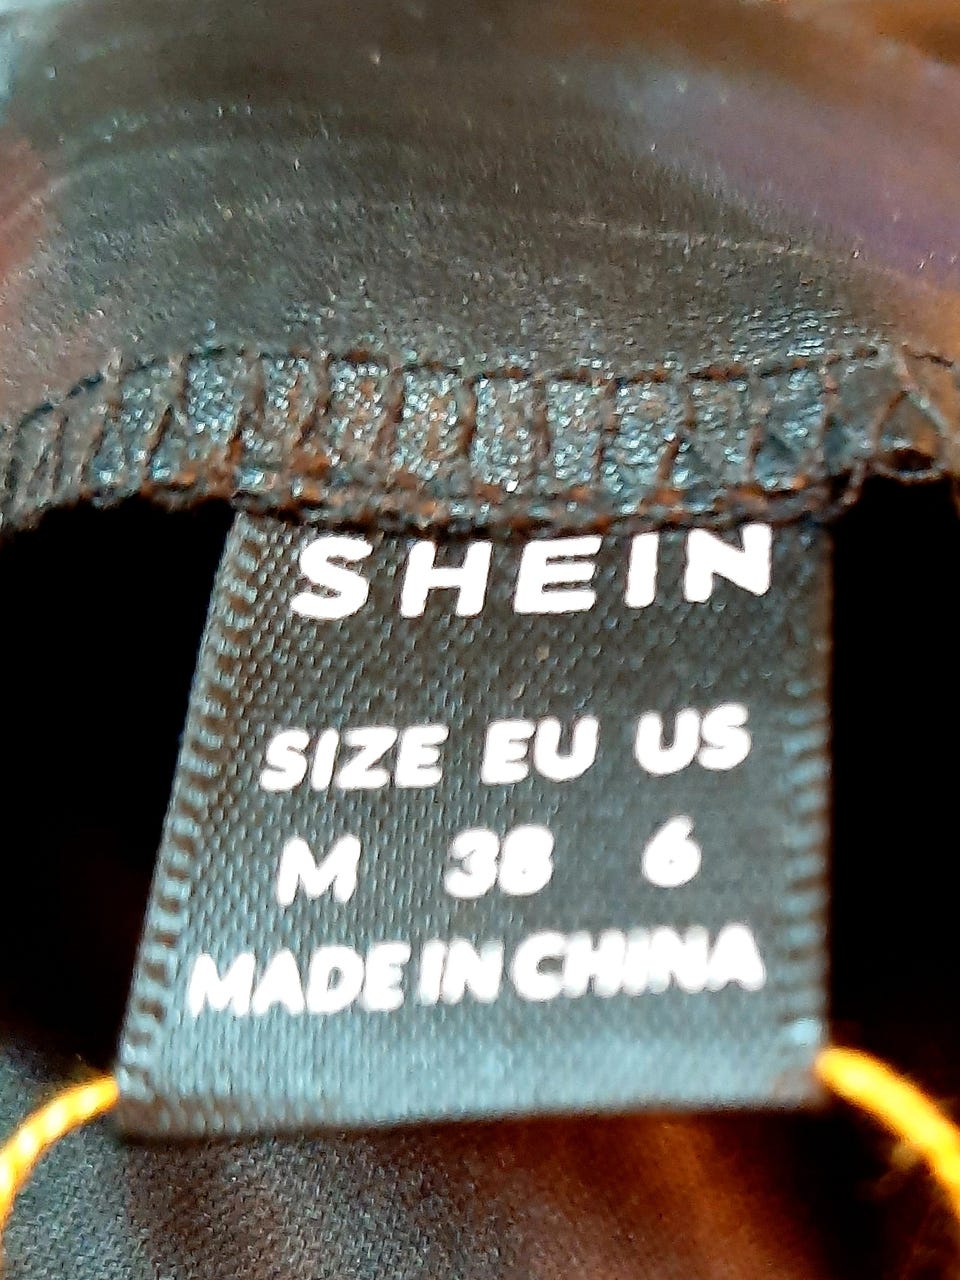 SHEIN
SIZE EU US
M 38 6
MADE IN CHINA